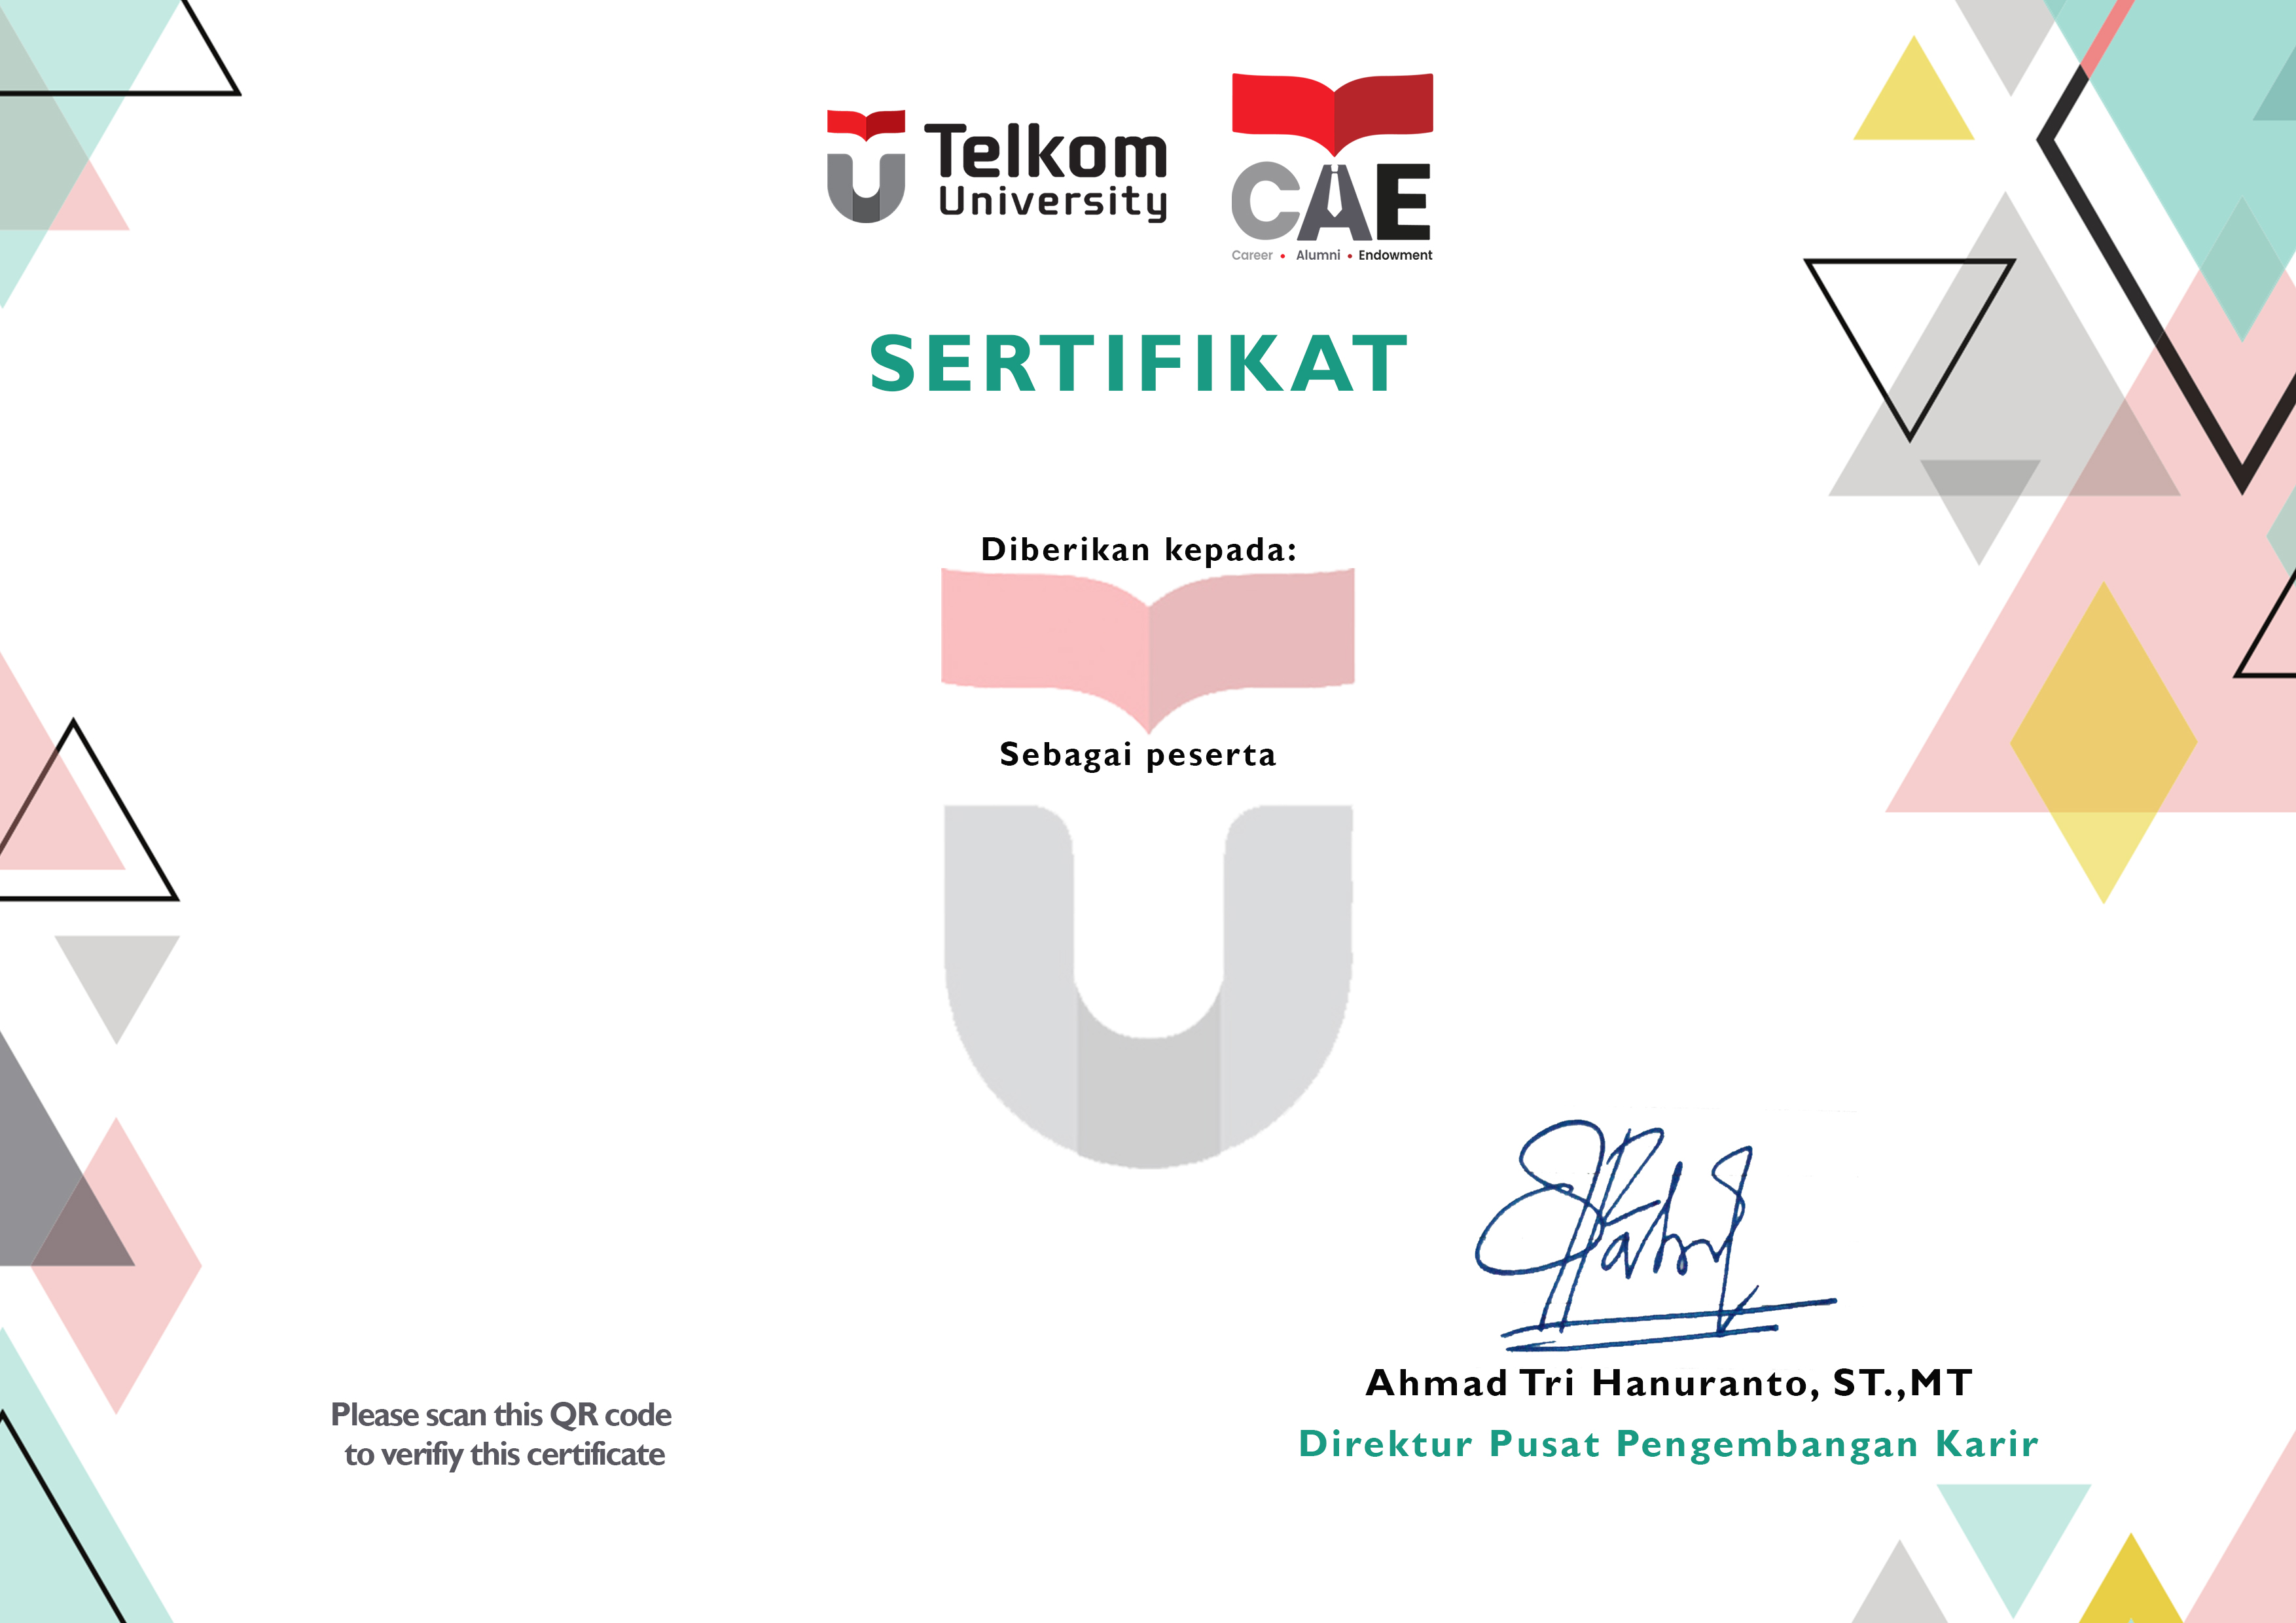 Telkom
University
CAE
Career • Alumni • Endowment
SERTIFIKAT
Diberikan kepada:
Sebagai peserta
Ahmad Tri Hanuranto, ST.,MT
Direktur Pusat Pengembangan Karir
Please scan this QR code
to verifiy this certificate